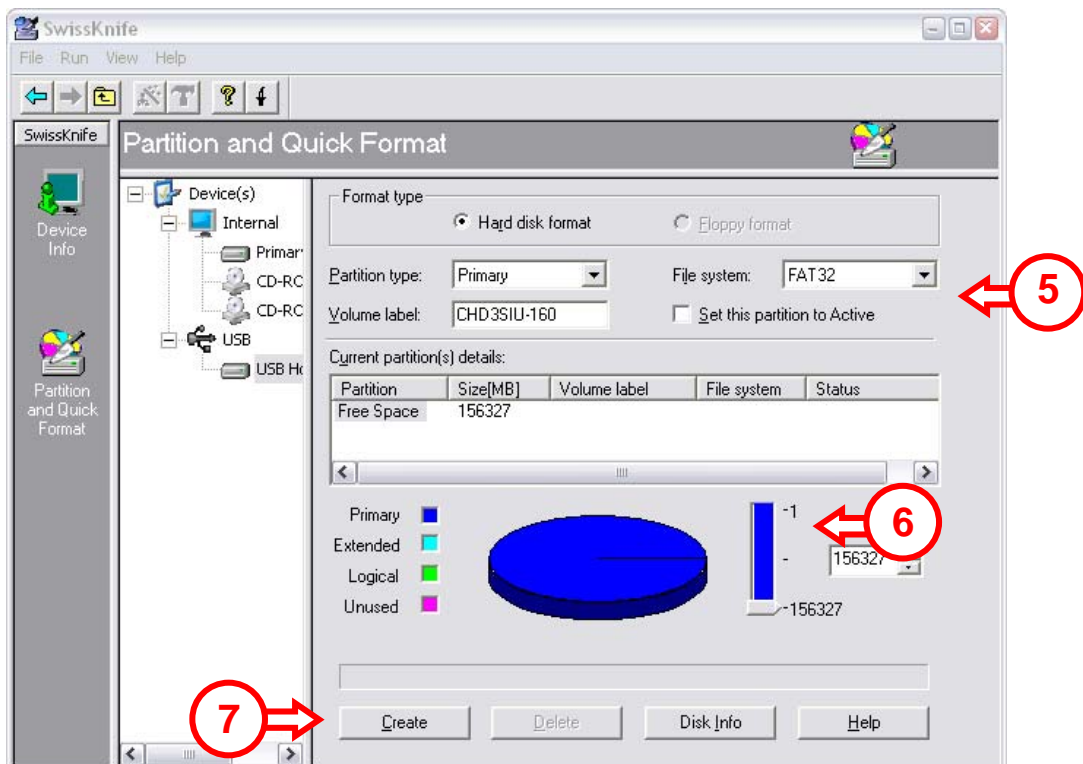 SwissKnife
File Run View Help
SwissKnife
Partition and Quick Format
Device Info
Partition and Quick Format
Device(s)
Internal
Primar
CD-RC
CD-RC
USB
USB Ho
Format type
Hard disk format
Floppy format
Partition type: Primary
File system: FAT32
5
Volume label: CHD3SIU-160
Set this partition to Active
Current partition(s) details:
Partition Size[MB] Volume label File system Status
Free Space 156327
Primary
Extended
Logical
Unused
-1
6
-
156327
-156327
7
Create Delete Disk Info Help